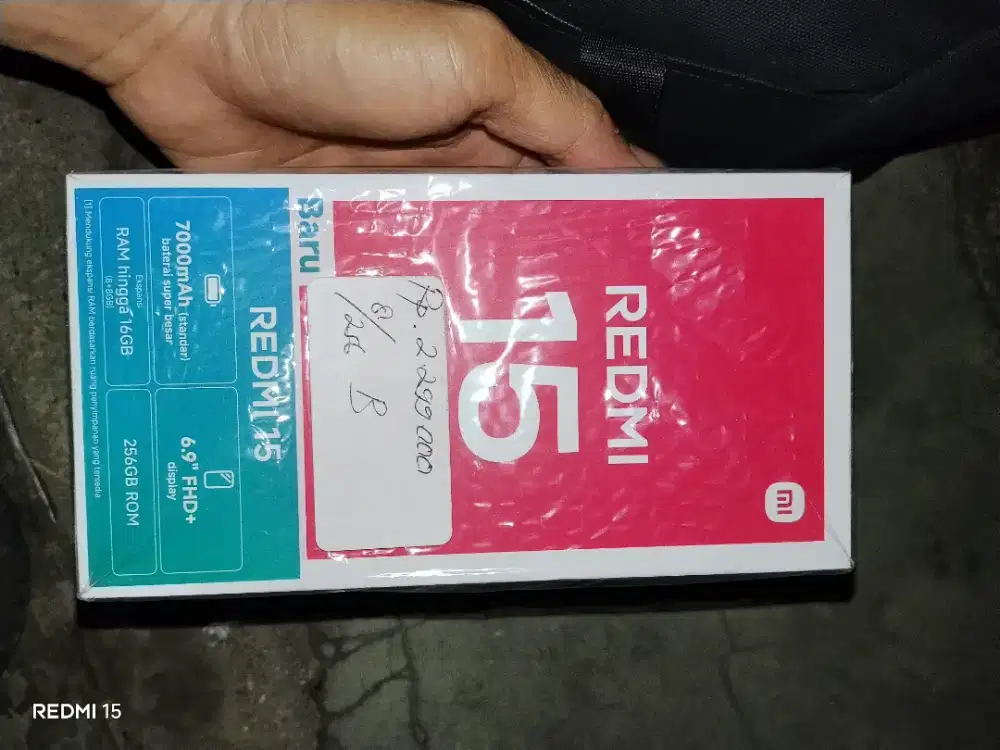 REDMI
15
mi
Rp. 2.299.000
8/256 B
Baru
REDMI 15
7000mAh (standar)
baterai super besar
6.9" FHD+
display
Ekspansi
RAM hingga 16GB
(8+8GB)
256GB ROM
[1] Mendukung ekspansi RAM berdasarkan ruang penyimpanan yang tersedia
REDMI 15